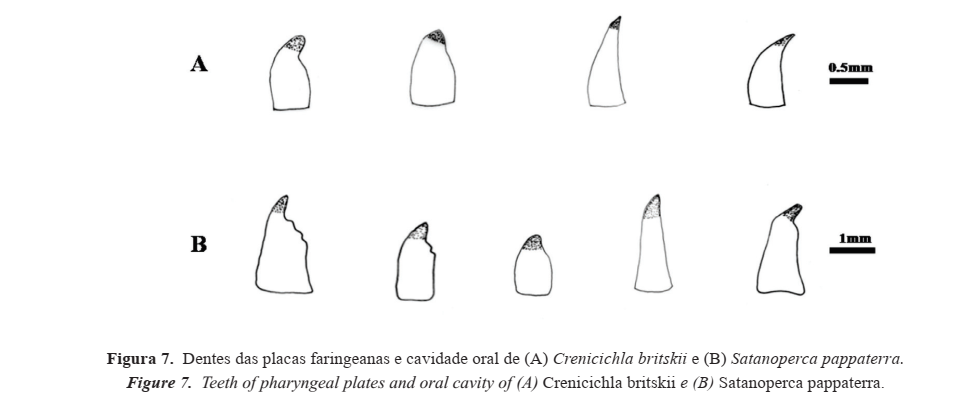 A
0.5mm
B
1mm
Figura 7. Dentes das placas faringeanas e cavidade oral de (A) Crenicichla britskii e (B) Satanoperca pappaterra.
Figure 7. Teeth of pharyngeal plates and oral cavity of (A) Crenicichla britskii e (B) Satanoperca pappaterra.